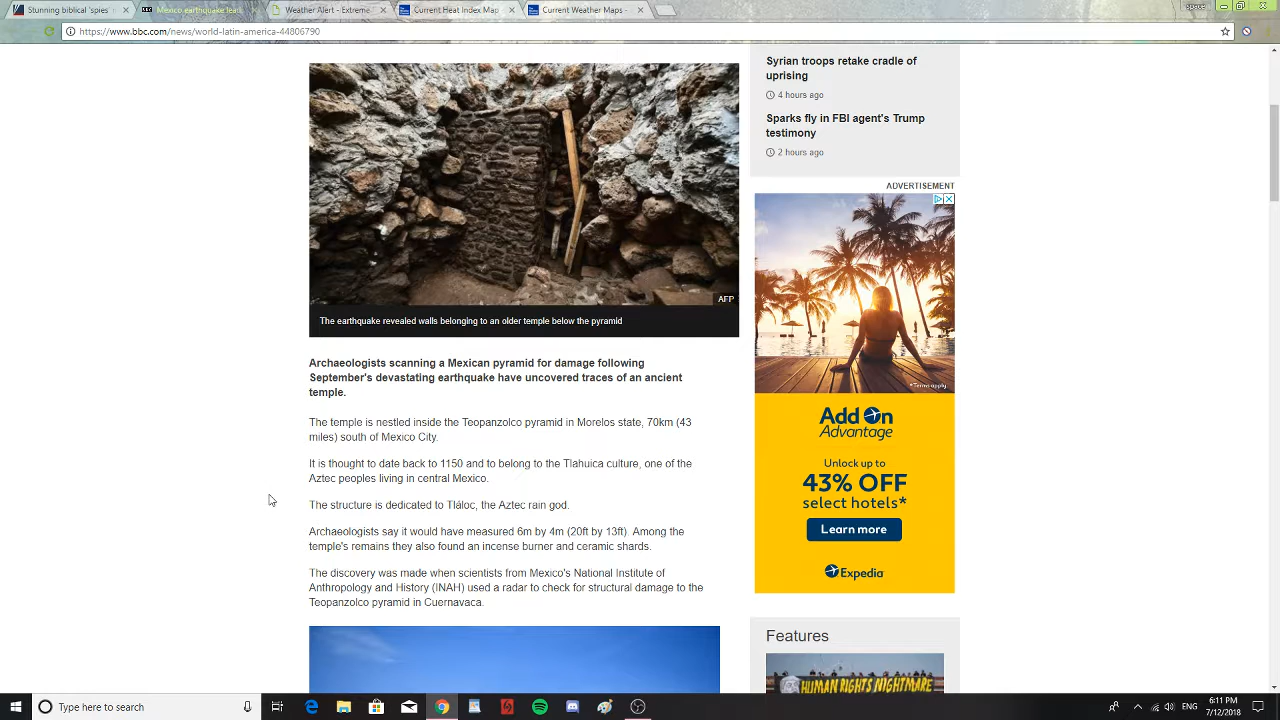 Stunning biblical 'spies'
Mexico earthquake lead
Weather Alert - Extreme
Current Heat Index Map
Current Weather Maps -
https://www.bbc.com/news/world-latin-america-44806790
AFP
The earthquake revealed walls belonging to an older temple below the pyramid
Archaeologists scanning a Mexican pyramid for damage following
September's devastating earthquake have uncovered traces of an ancient
temple.
The temple is nestled inside the Teopanzolco pyramid in Morelos state, 70km (43
miles) south of Mexico City.
It is thought to date back to 1150 and to belong to the Tlahuica culture, one of the
Aztec peoples living in central Mexico.
The structure is dedicated to Tláloc, the Aztec rain god.
Archaeologists say it would have measured 6m by 4m (20ft by 13ft). Among the
temple's remains they also found an incense burner and ceramic shards.
The discovery was made when scientists from Mexico's National Institute of
Anthropology and History (INAH) used a radar to check for structural damage to the
Teopanzolco pyramid in Cuernavaca.
Syrian troops retake cradle of
uprising
4 hours ago
Sparks fly in FBI agent's Trump
testimony
2 hours ago
ADVERTISEMENT
*Terms apply.
Add On
Advantage
Unlock up to
43% OFF
select hotels*
Learn more
Expedia
Features
HUMAN RIGHTS NIGHTMARE
Type here to search
ENG
6:11 PM
7/12/2018